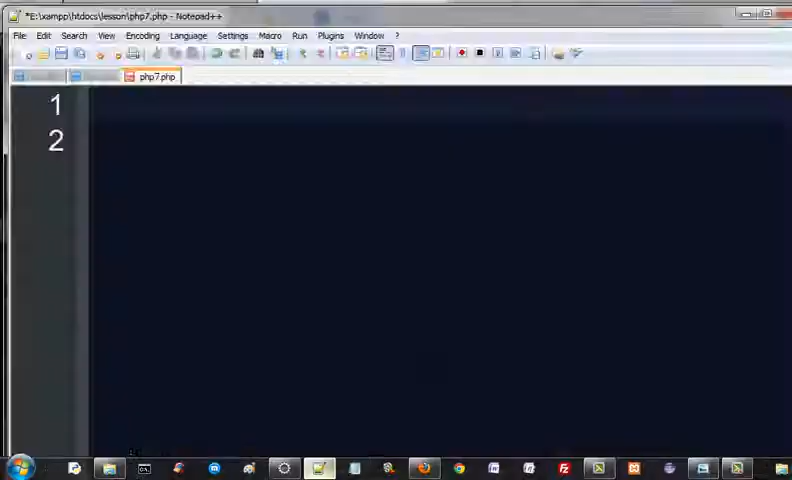 *E:\xampp\htdocs\lesson\php7.php - Notepad++
File Edit Search View Encoding Language Settings Macro Run Plugins Window ?
php7.php
1
2